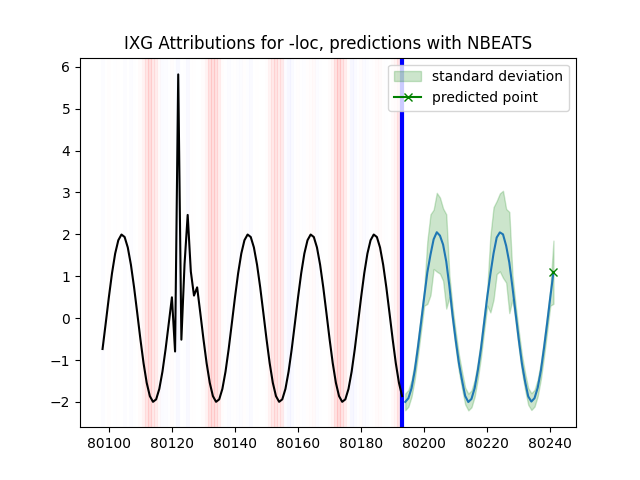 IXG Attributions for -loc, predictions with NBEATS
standard deviation
predicted point
6
5
4
3
2
1
0
−1
−2
80100 80120 80140 80160 80180 80200 80220 80240